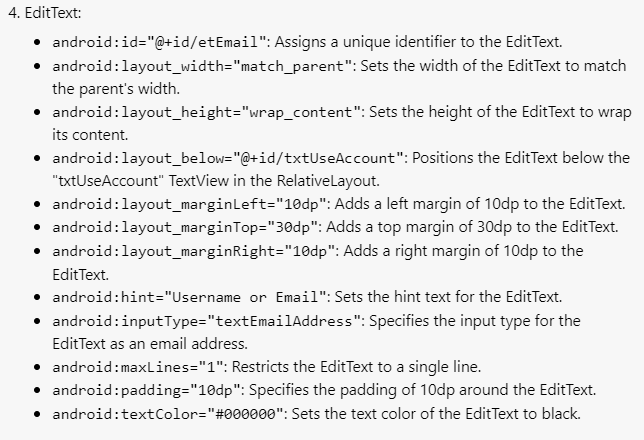 4. EditText:
• android:id="@+id/etEmail": Assigns a unique identifier to the EditText.
• android:layout_width="match_parent": Sets the width of the EditText to match
the parent's width.
• android:layout_height="wrap_content": Sets the height of the EditText to wrap
its content.
• android:layout_below="@+id/txtUseAccount": Positions the EditText below the
"txtUseAccount" TextView in the RelativeLayout.
• android:layout_marginLeft="10dp": Adds a left margin of 10dp to the EditText.
• android:layout_marginTop="30dp": Adds a top margin of 30dp to the EditText.
• android:layout_marginRight="10dp": Adds a right margin of 10dp to the
EditText.
• android:hint="Username or Email": Sets the hint text for the EditText.
• android:inputType="textEmailAddress": Specifies the input type for the
EditText as an email address.
• android:maxLines="1": Restricts the EditText to a single line.
• android:padding="10dp": Specifies the padding of 10dp around the EditText.
• android:textColor="#000000": Sets the text color of the EditText to black.